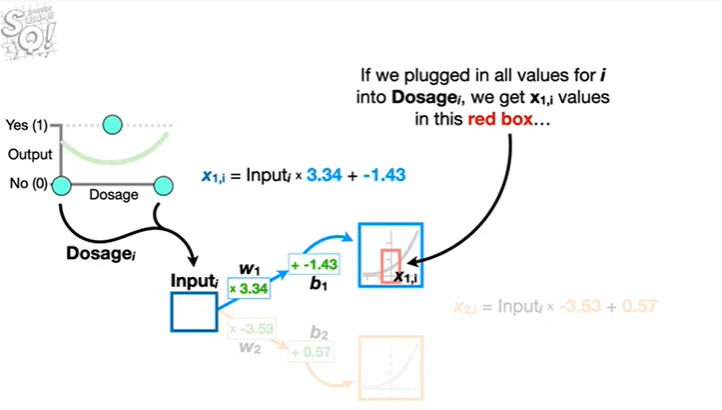 SQ!
If we plugged in all values for i
into Dosageᵢ, we get x₁,ᵢ values
in this red box...
Yes (1)
Output
No (0)
Dosage
x₁,ᵢ = Inputᵢ × 3.34 + -1.43
Dosageᵢ
Inputᵢ
w₁
× 3.34
+ -1.43
b₁
x₁,ᵢ
x₂,ᵢ = Inputᵢ × -3.53 + 0.57
× -3.53
w₂
b₂
+ 0.57